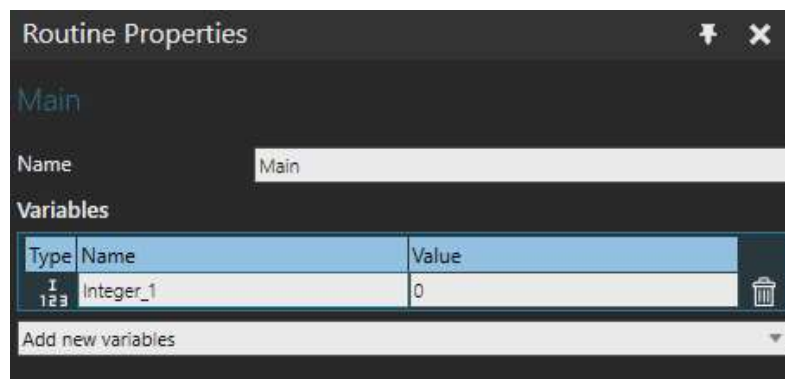 Routine Properties
Main
Name Main
Variables
Type Name Value
I
123 Integer_1 0
Add new variables